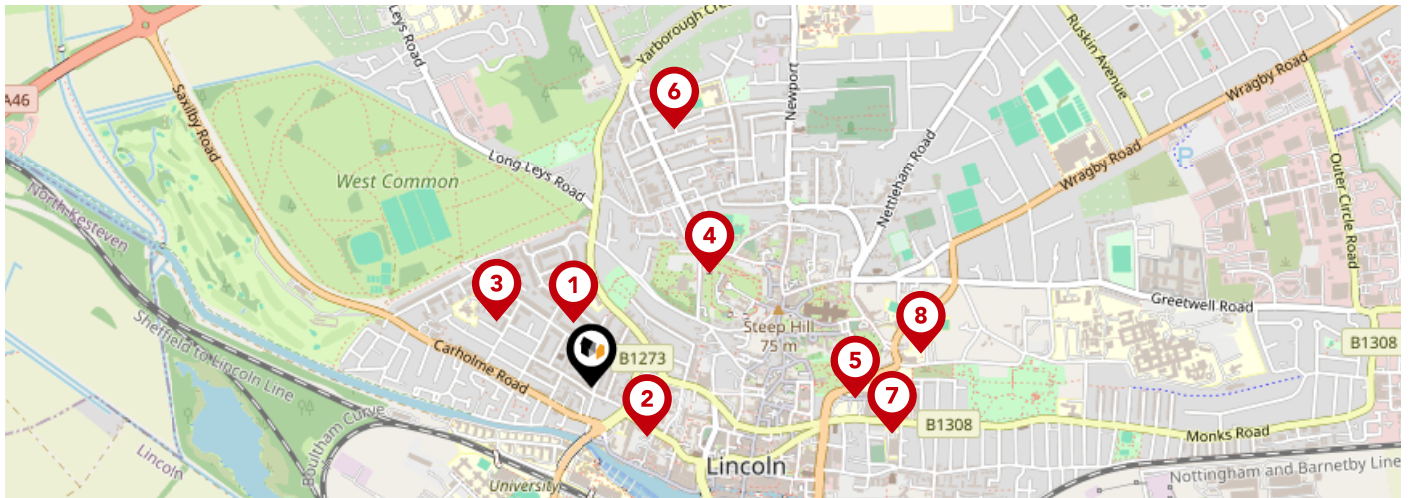 Leys Road
Yarborough Cres
Ruskin Avenue
A46
Saxilby Road
6
Newport
Wragby Road
Long Leys Road
Nettleham Road
Wragby Road
P
Outer Circle Road
West Common
North Kesteven
4
3
1
Greetwell Road
8
Sheffield to Lincoln Line
Steep Hill
75 m
B1308
Carholme Road
B1273
5
2
7
B1308
Boultham Curve
Monks Road
Lincoln
Lincoln
University
Nottingham and Barnetby Line